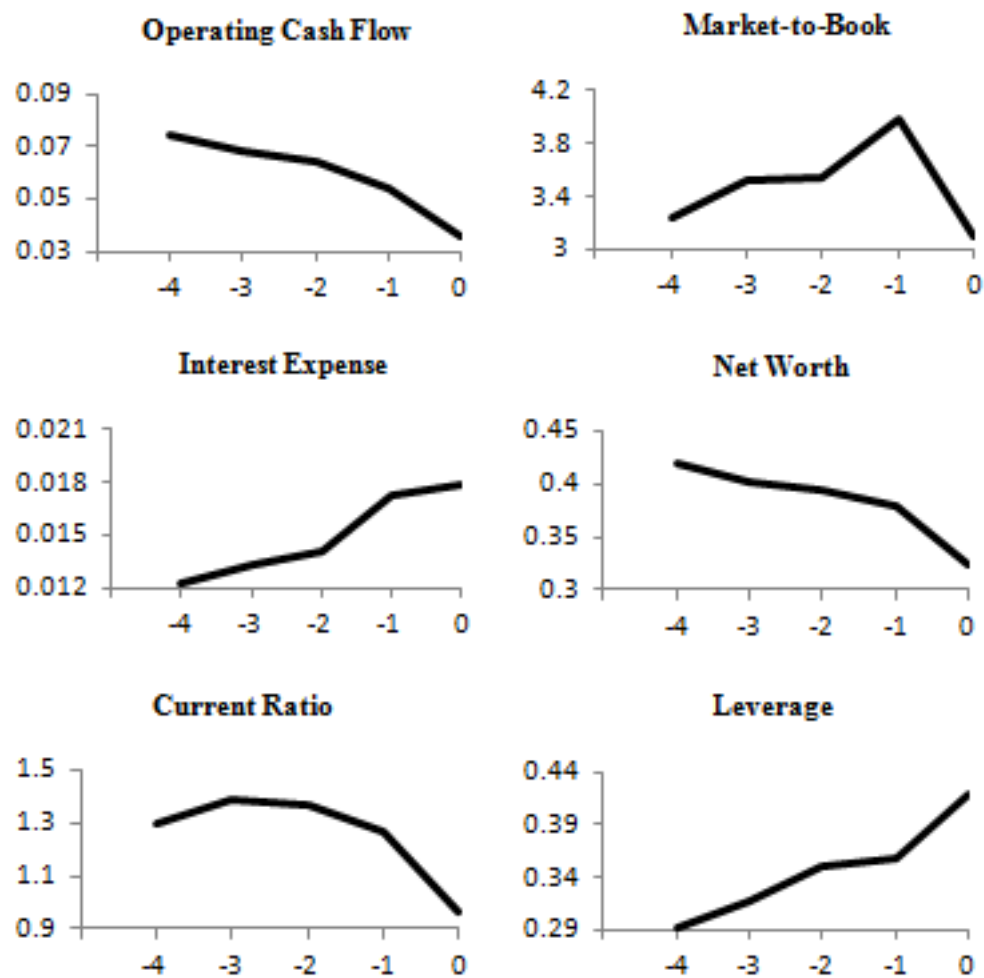 Operating Cash Flow
0.09
0.07
0.05
0.03
-4 -3 -2 -1 0
Market-to-Book
4.2
3.8
3.4
3
-4 -3 -2 -1 0
Interest Expense
0.021
0.018
0.015
0.012
-4 -3 -2 -1 0
Net Worth
0.45
0.4
0.35
0.3
-4 -3 -2 -1 0
Current Ratio
1.5
1.3
1.1
0.9
-4 -3 -2 -1 0
Leverage
0.44
0.39
0.34
0.29
-4 -3 -2 -1 0